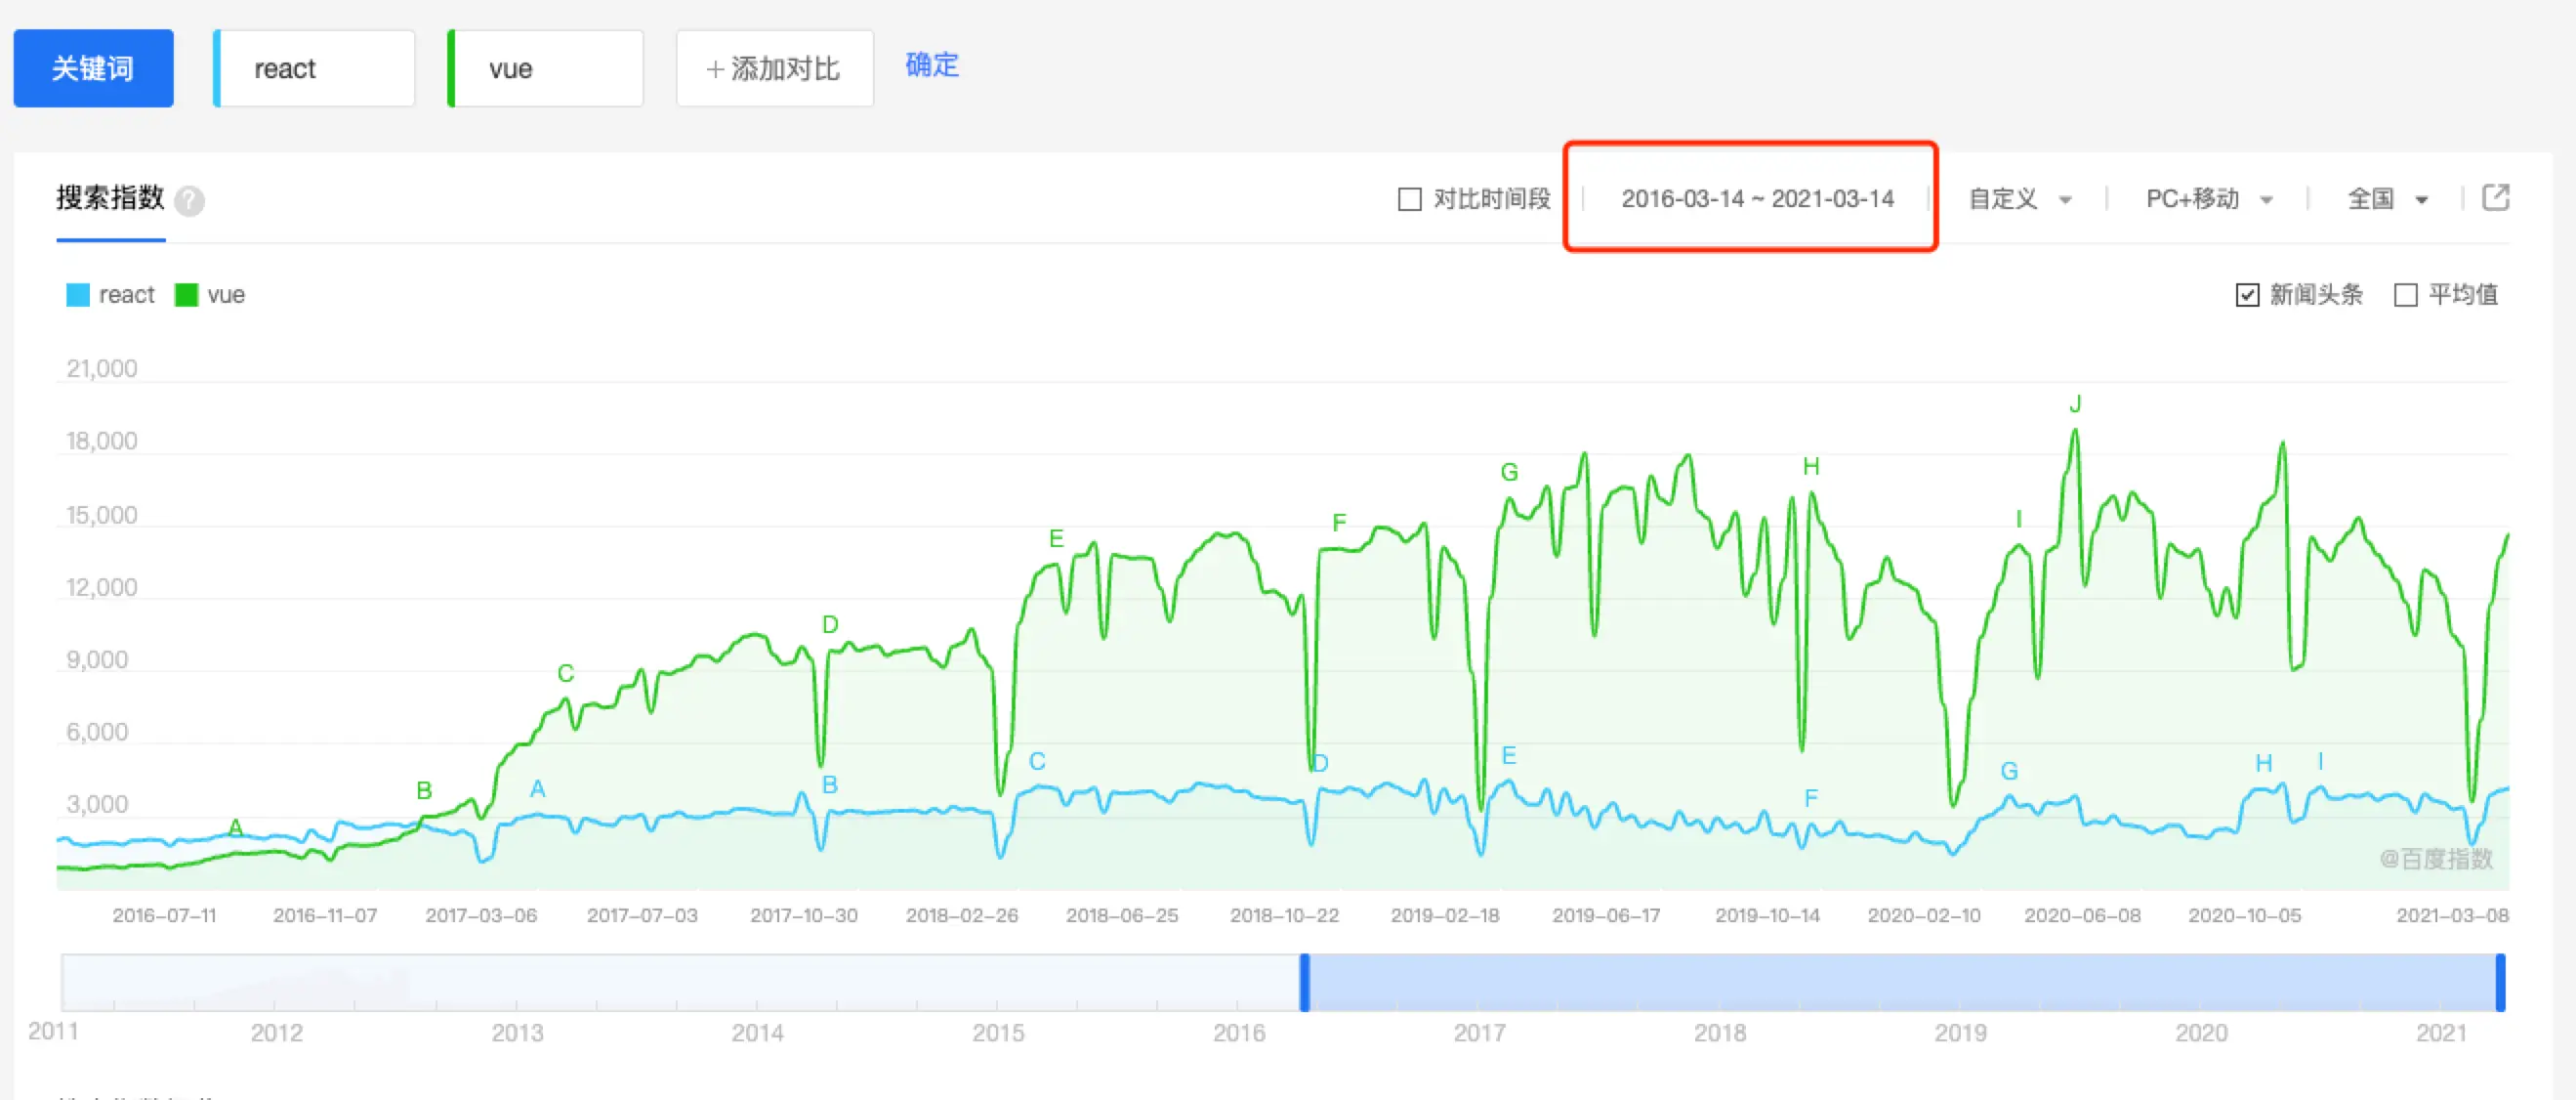 关键词 react vue +添加对比 确定
搜索指数 ? 对比时间段 2016-03-14 ~ 2021-03-14 自定义 PC+移动 全国
react vue 新闻头条 平均值
21,000
J
18,000
G H
15,000
E F I
12,000
D
9,000
C
6,000
C D E G H I
B A B F
3,000
A
@百度指数
2016-07-11 2016-11-07 2017-03-06 2017-07-03 2017-10-30 2018-02-26 2018-06-25 2018-10-22 2019-02-18 2019-06-17 2019-10-14 2020-02-10 2020-06-08 2020-10-05 2021-03-08
2011 2012 2013 2014 2015 2016 2017 2018 2019 2020 2021